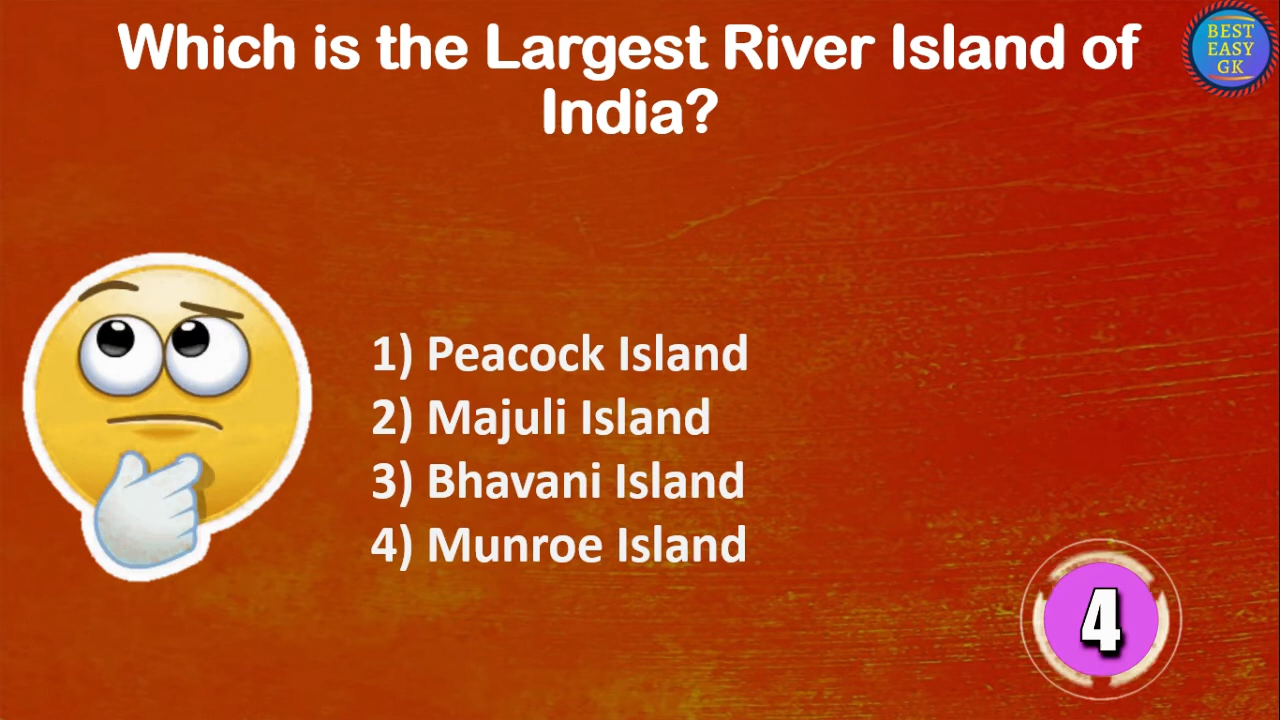 Which is the Largest River Island of
India?
BEST
EASY
GK
1) Peacock Island
2) Majuli Island
3) Bhavani Island
4) Munroe Island
4